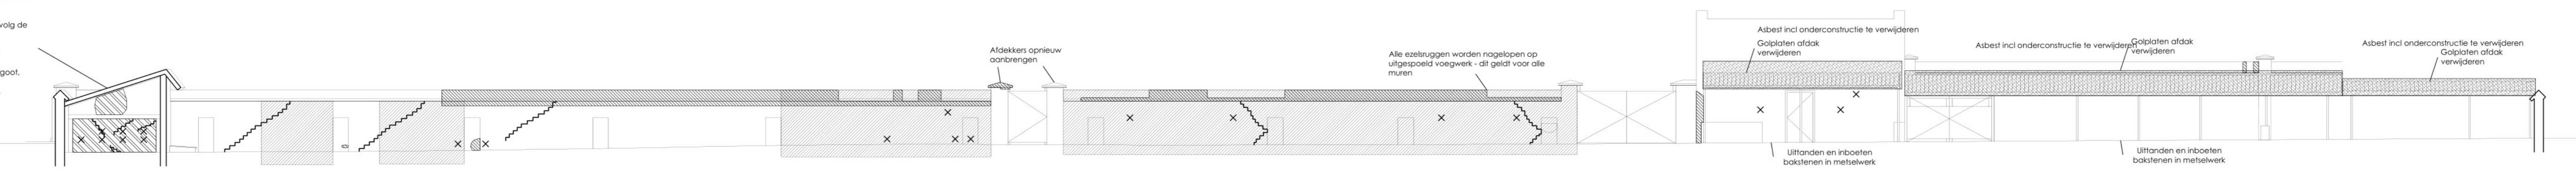 volg de
goot,
Afdekkers opnieuw
aanbrengen
Alle ezelsruggen worden nagelopen op
uitgespoeld voegwerk - dit geldt voor alle
muren
Asbest incl onderconstructie te verwijderen
Golplaten afdak
verwijderen
Uittanden en inboeten
bakstenen in metselwerk
Asbest incl onderconstructie te verwijderen
Golplaten afdak
verwijderen
Uittanden en inboeten
bakstenen in metselwerk
Asbest incl onderconstructie te verwijderen
Golplaten afdak
verwijderen